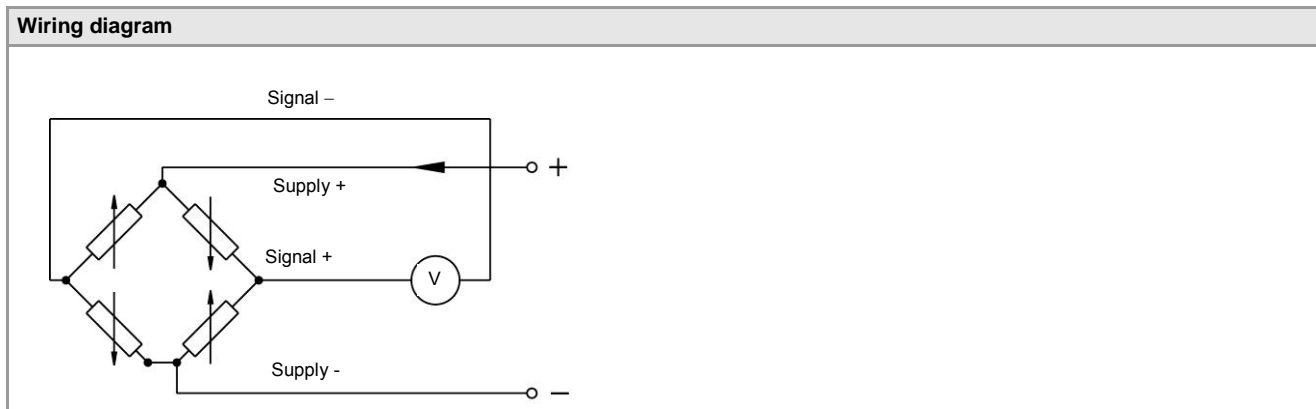 Wiring diagram
Signal –
+
Supply +
Signal +
V
Supply -
–